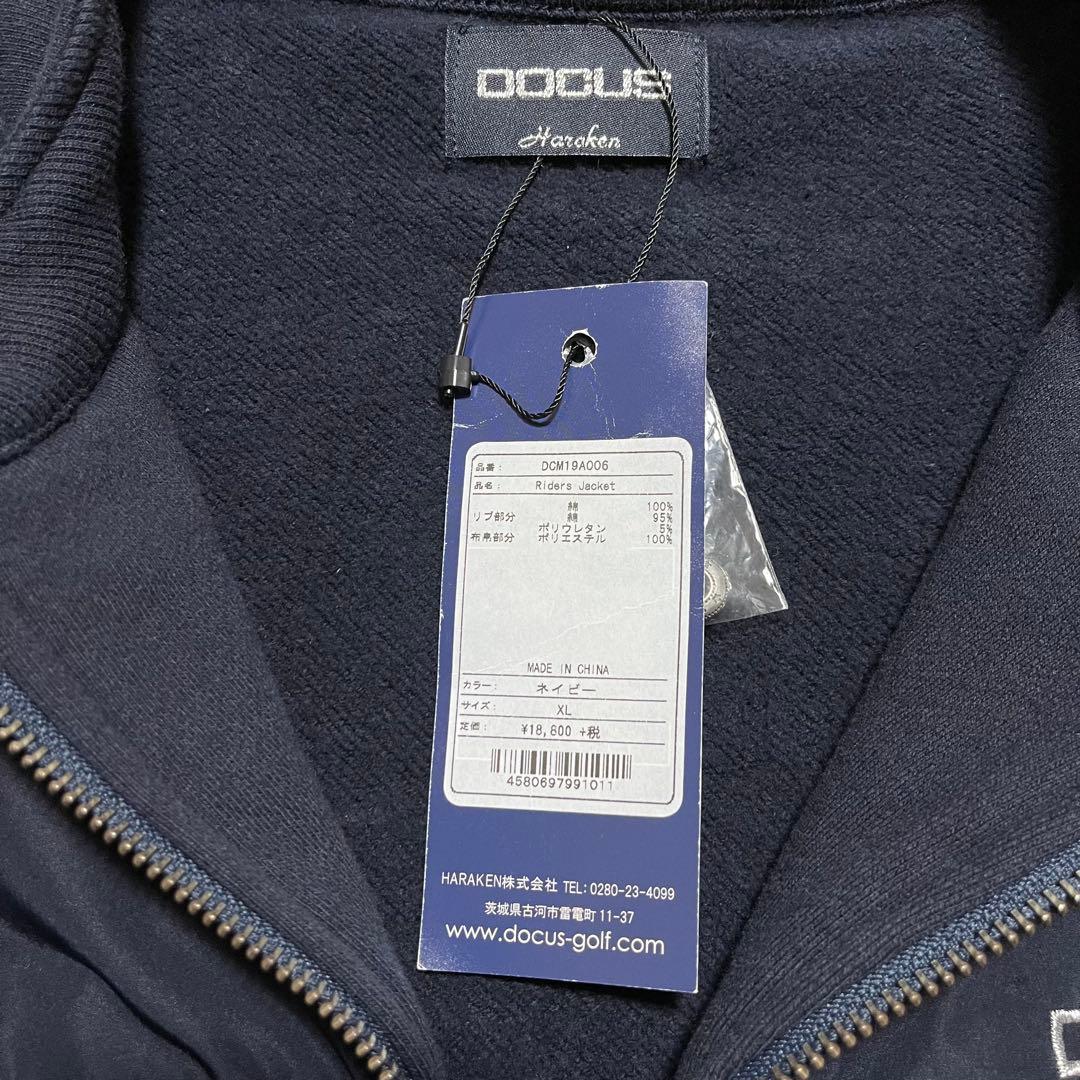 DOCUS
Haraken
品番: DCM19A006
品名: Riders Jacket
綿 100%
リブ部分 綿 95%
ポリウレタン 5%
布帛部分 ポリエステル 100%
MADE IN CHINA
カラー: ネイビー
サイズ: XL
定価: ¥18,800 +税
4580697991011
HARAKEN株式会社 TEL:0280-23-4099
茨城県古河市雷電町11-37
www.docus-golf.com